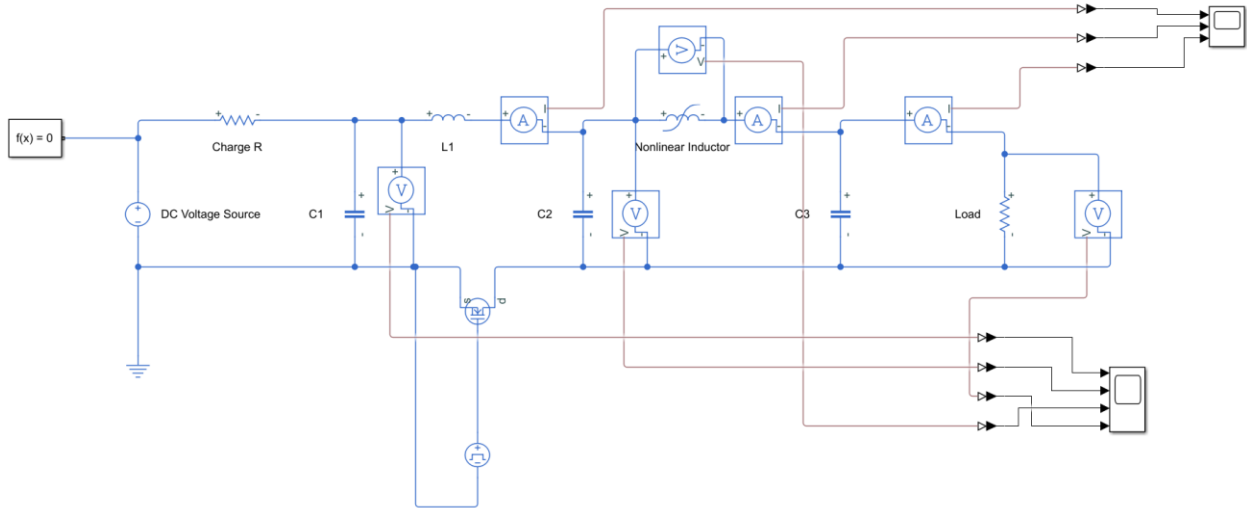 f(x) = 0
+ -
Charge R
+ -
L1
+ A I -
+ V V -
+ -
Nonlinear Inductor
+ A I -
+ A I -
+ -
DC Voltage Source
C1
+ -
+ V V -
C2
+ -
+ V V -
C3
+ -
Load
+ -
+ V V -
s d
+ -